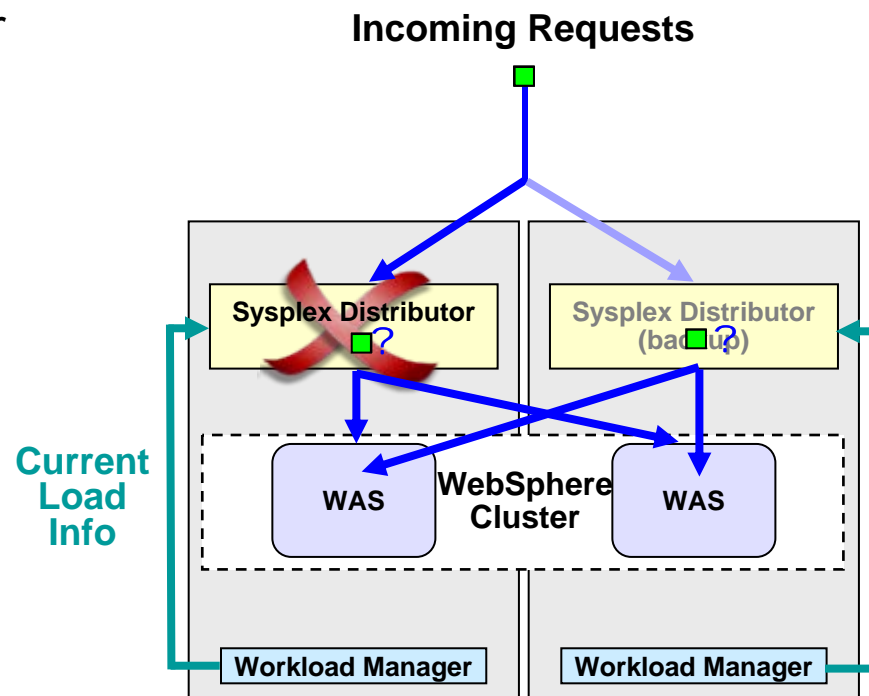 Incoming Requests
Sysplex Distributor
?
Sysplex Distributor
(backup)
?
Current
Load
Info
WAS
WebSphere
Cluster
WAS
Workload Manager
Workload Manager